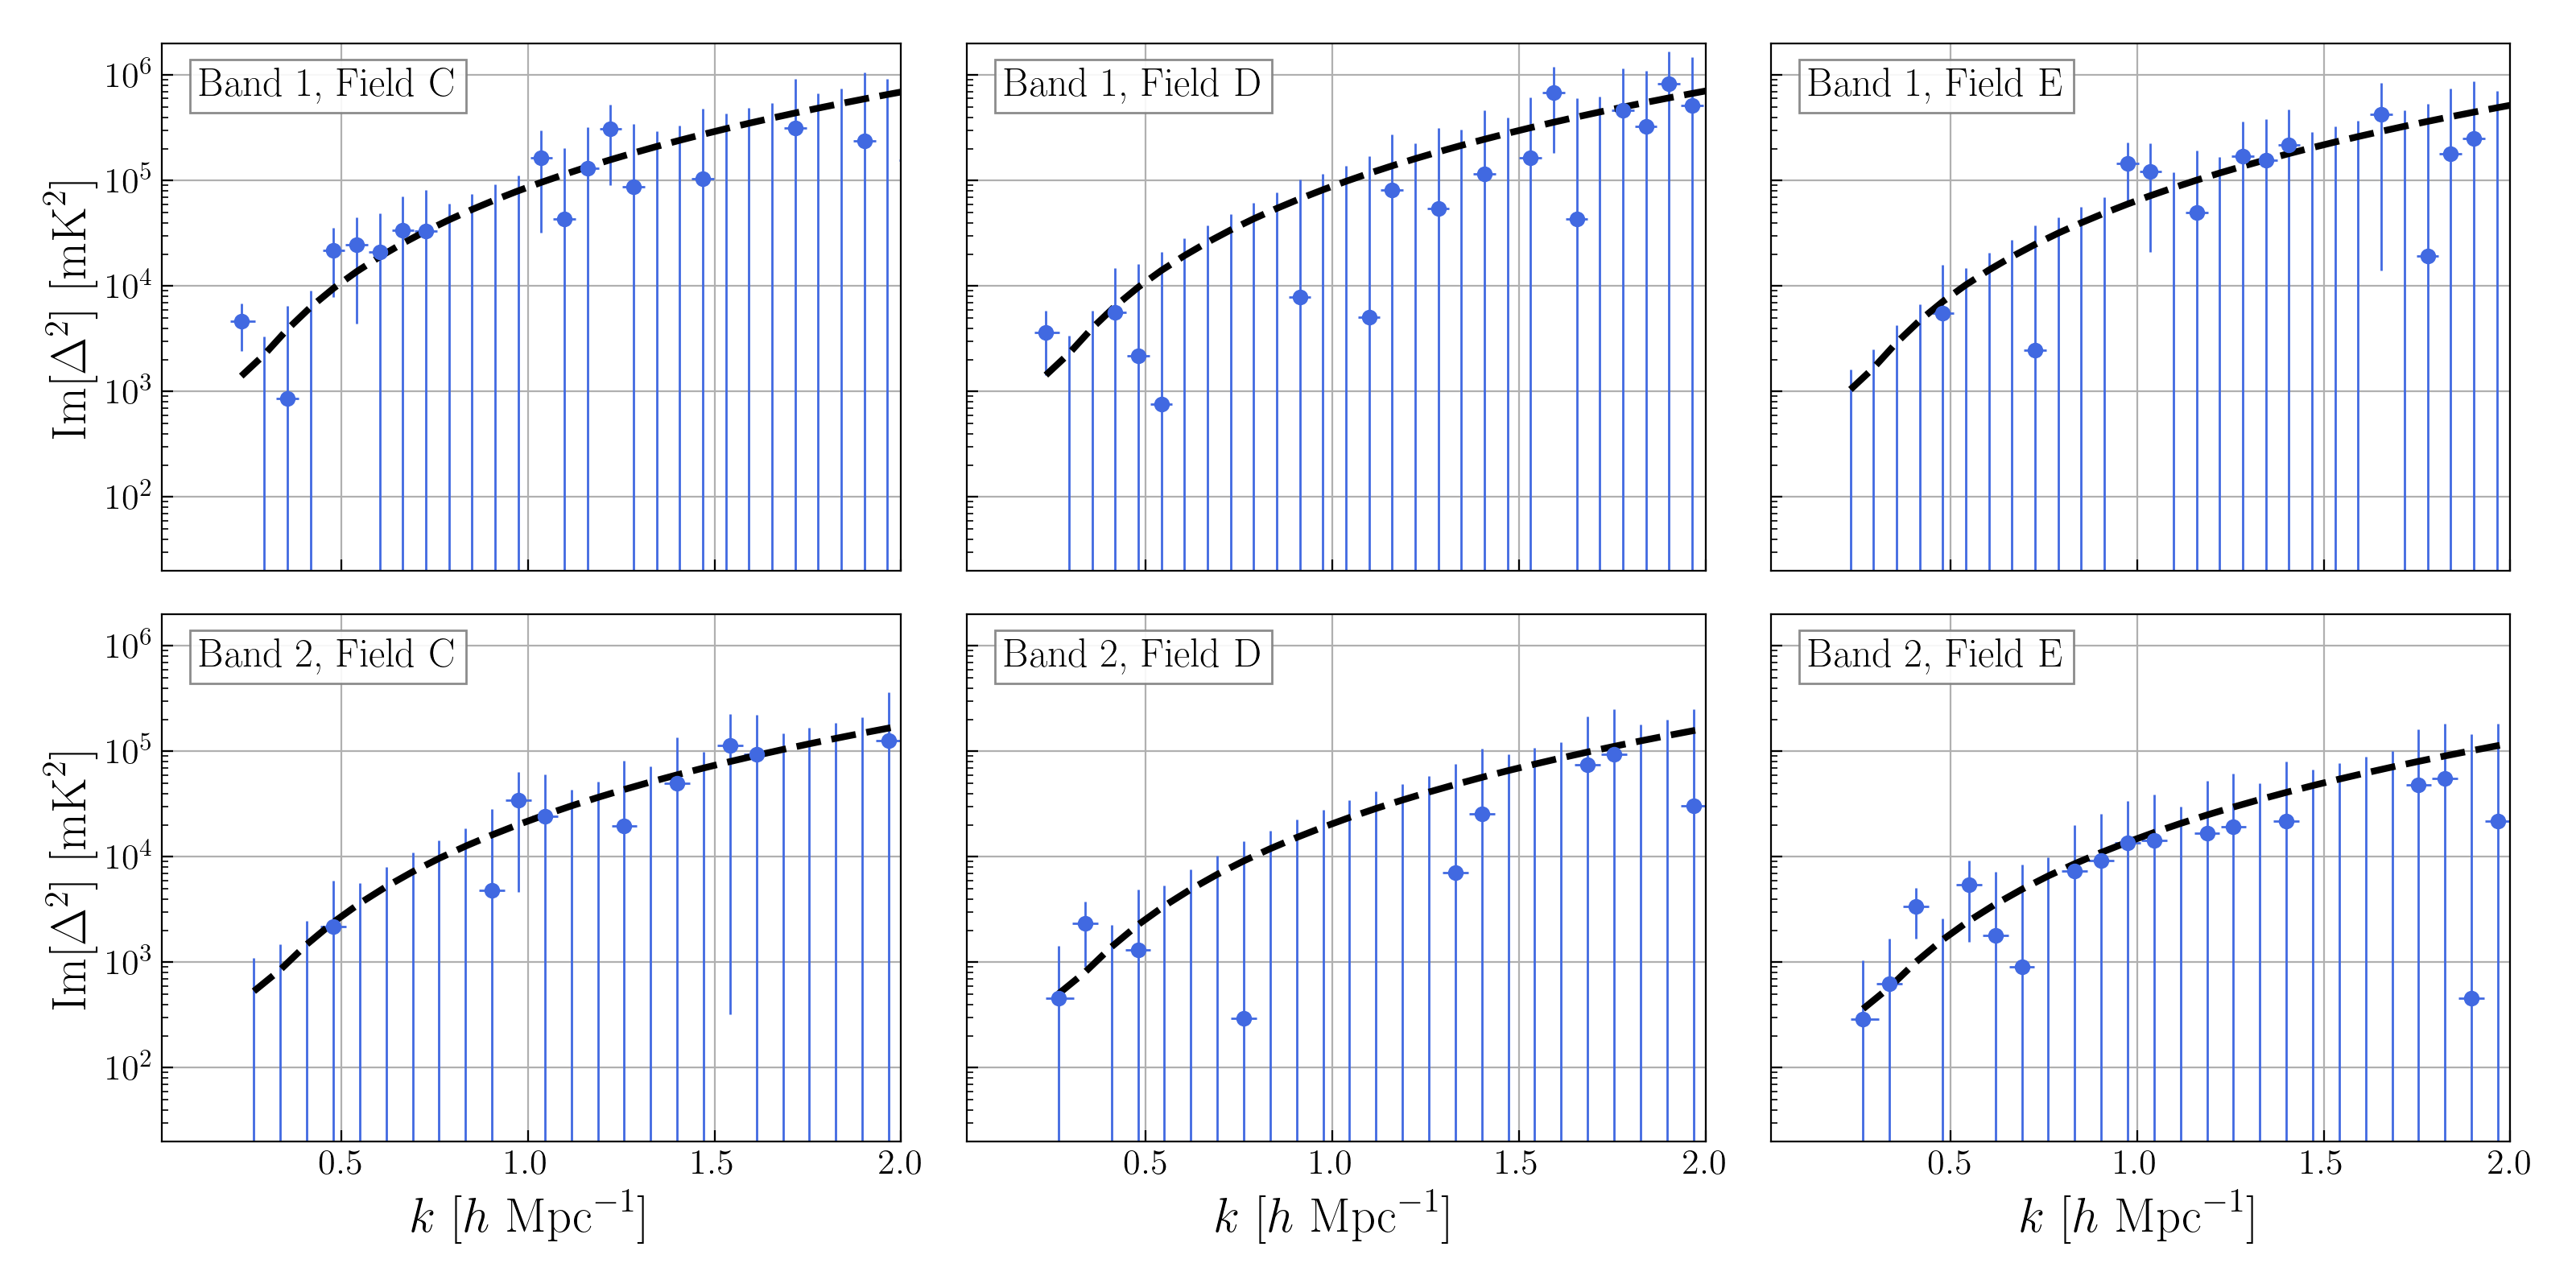 Im[Δ²] [mK²]
10⁶
10⁵
10⁴
10³
10²
Band 1, Field C
Band 1, Field D
Band 1, Field E
Im[Δ²] [mK²]
10⁶
10⁵
10⁴
10³
10²
Band 2, Field C
Band 2, Field D
Band 2, Field E
0.5 1.0 1.5 2.0
0.5 1.0 1.5 2.0
0.5 1.0 1.5 2.0
k [h Mpc⁻¹]
k [h Mpc⁻¹]
k [h Mpc⁻¹]